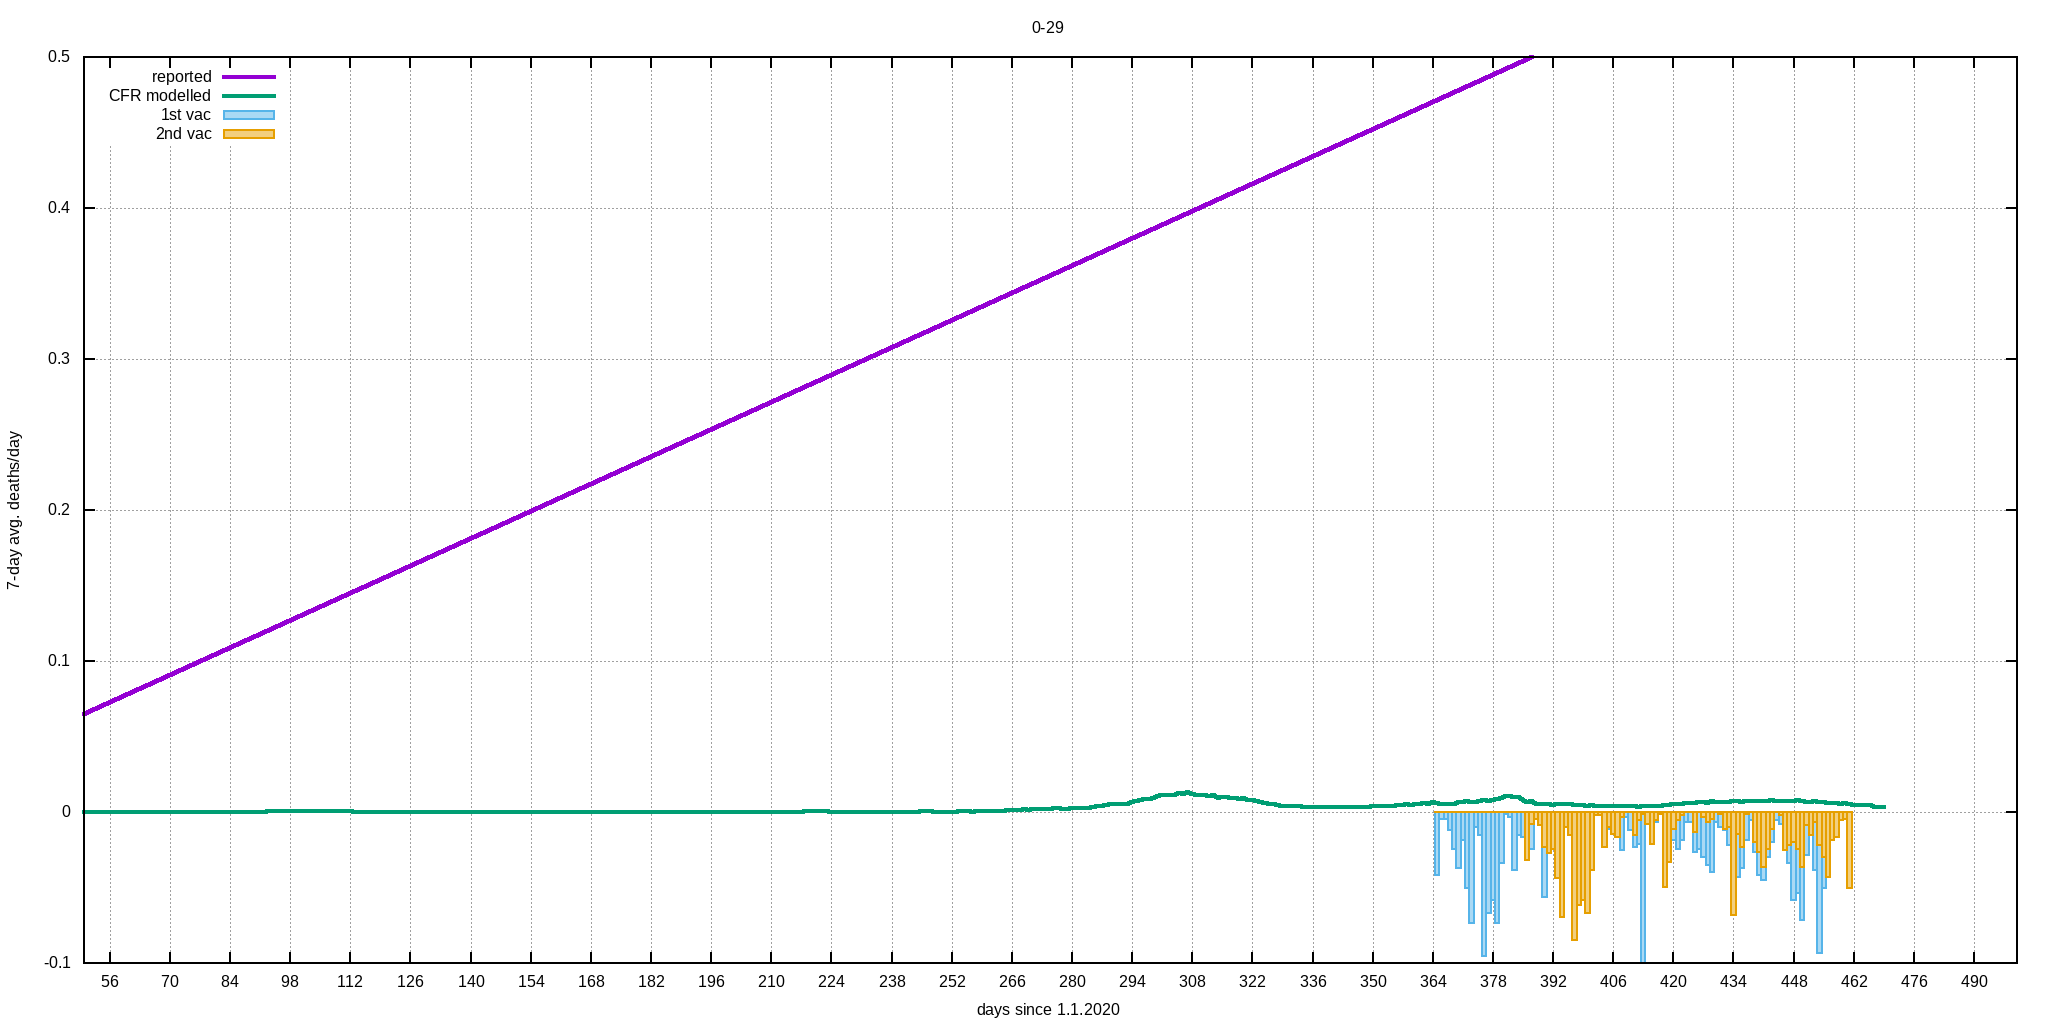 0-29
0.5
0.4
0.3
0.2
0.1
0
-0.1
7-day avg. deaths/day
reported
CFR modelled
1st vac
2nd vac
56 70 84 98 112 126 140 154 168 182 196 210 224 238 252 266 280 294 308 322 336 350 364 378 392 406 420 434 448 462 476 490
days since 1.1.2020